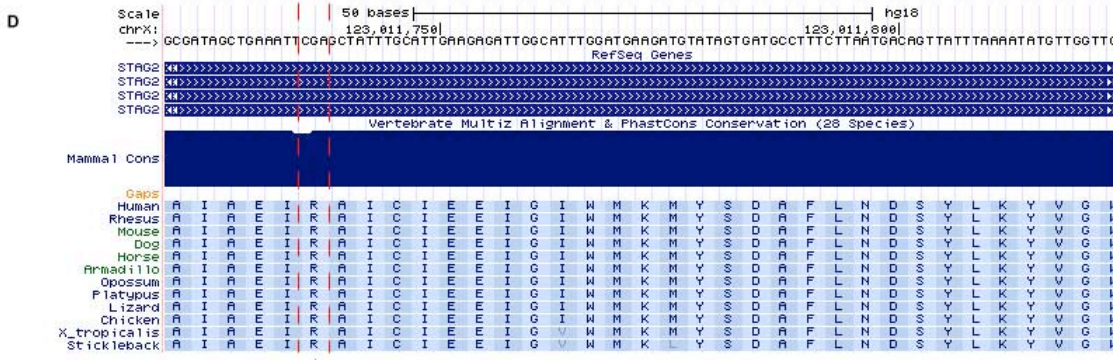 D
Scale 50 bases hg18
chrX: 123,011,750 123,011,800
---> GCGATAGCTGAAATTCGAGCTATTTGCATTGAAGAGATTGGCATTTGGATGAAGATGTATAGTGATGCCTTTCTTAATGACAGTTATTTAAAATATGTTGGTTG
RefSeq Genes
STAG2
STAG2
STAG2
STAG2
Vertebrate Multiz Alignment & PhastCons Conservation (28 Species)
Mammal Cons
Gaps
Human A I A E I R A I C I E E I G I W M K M Y S D A F L N D S Y L K Y V G W
Rhesus A I A E I R A I C I E E I G I W M K M Y S D A F L N D S Y L K Y V G W
Mouse A I A E I R A I C I E E I G I W M K M Y S D A F L N D S Y L K Y V G W
Dog A I A E I R A I C I E E I G I W M K M Y S D A F L N D S Y L K Y V G W
Horse A I A E I R A I C I E E I G I W M K M Y S D A F L N D S Y L K Y V G W
Armadillo A I A E I R A I C I E E I G I W M K M Y S D A F L N D S Y L K Y V G W
Opossum A I A E I R A I C I E E I G I W M K M Y S D A F L N D S Y L K Y V G W
Platypus A I A E I R A I C I E E I G I W M K M Y S D A F L N D S Y L K Y V G W
Lizard A I A E I R A I C I E E I G I W M K M Y S D A F L N D S Y L K Y V G W
Chicken A I A E I R A I C I E E I G I W M K M Y S D A F L N D S Y L K Y V G W
X_tropicalis A I A E I R A I C I E E I G V W M K M Y S D A F L N D S Y L K Y V G W
Stickleback A I A E I R A I C I E E I G V W M K L Y S D A F L N D S Y L K Y V G W